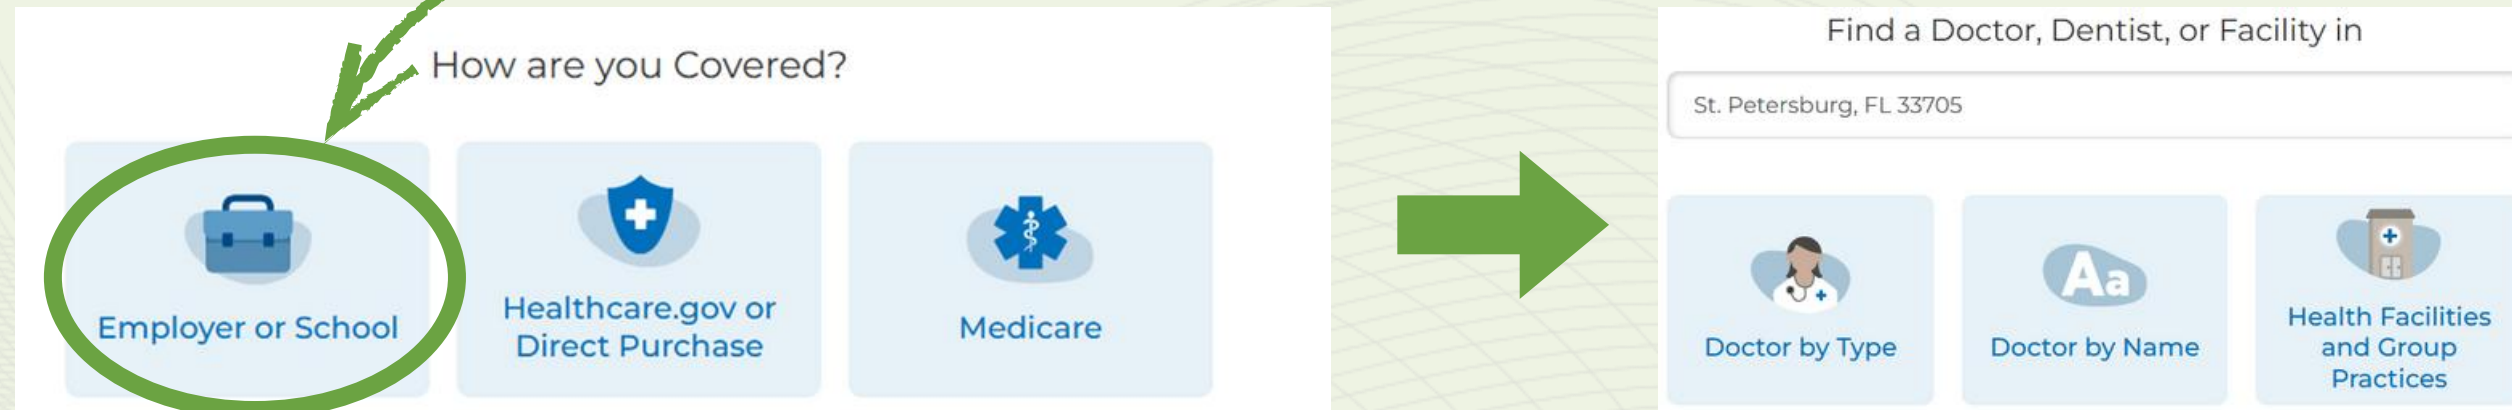 How are you Covered?
Employer or School
Healthcare.gov or
Direct Purchase
Medicare
Find a Doctor, Dentist, or Facility in
St. Petersburg, FL 33705
Doctor by Type
Aa
Doctor by Name
Health Facilities
and Group
Practices